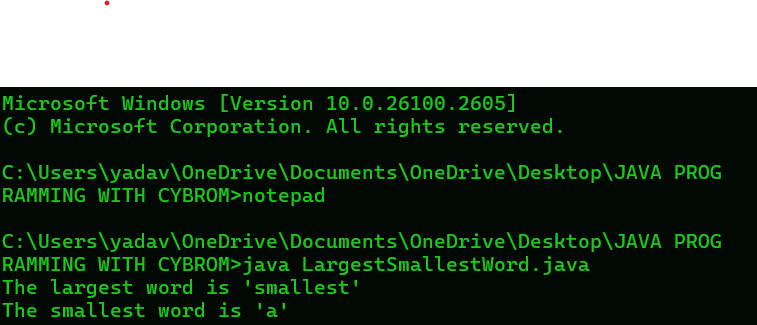 Microsoft Windows [Version 10.0.26100.2605]
(c) Microsoft Corporation. All rights reserved.
C:\Users\yadav\OneDrive\Documents\OneDrive\Desktop\JAVA PROG
RAMMING WITH CYBROM>notepad
C:\Users\yadav\OneDrive\Documents\OneDrive\Desktop\JAVA PROG
RAMMING WITH CYBROM>java LargestSmallestWord.java
The largest word is 'smallest'
The smallest word is 'a'